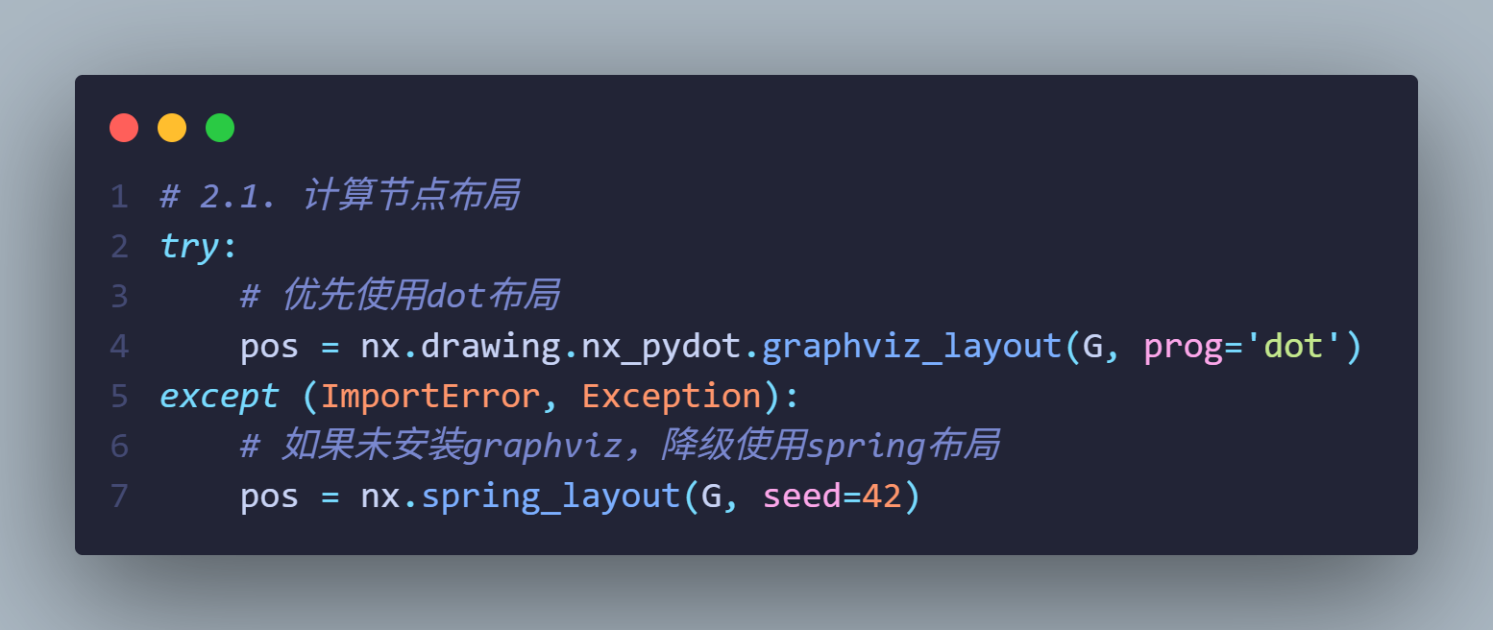 1 # 2.1. 计算节点布局
2 try:
3     # 优先使用dot布局
4     pos = nx.drawing.nx_pydot.graphviz_layout(G, prog='dot')
5 except (ImportError, Exception):
6     # 如果未安装graphviz，降级使用spring布局
7     pos = nx.spring_layout(G, seed=42)